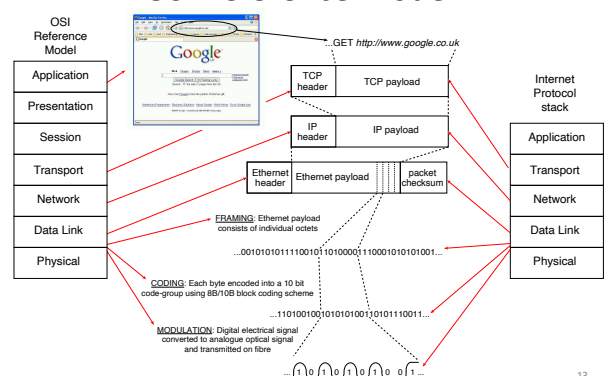 OSI
Reference
Model
Application
Presentation
Session
Transport
Network
Data Link
Physical
Google
...GET http://www.google.co.uk
TCP
header
TCP payload
IP
header
IP payload
Ethernet
header
Ethernet payload
packet
checksum
FRAMING: Ethernet payload
consists of individual octets
...0010101011110010110100001110001010101001...
CODING: Each byte encoded into a 10 bit
code-group using 8B/10B block coding scheme
...110100100101010100110101110011...
MODULATION: Digital electrical signal
converted to analogue optical signal
and transmitted on fibre
... 1 0 1 0 1 0 1 0 0 1 ...
Internet
Protocol
stack
Application
Transport
Network
Data Link
Physical
13